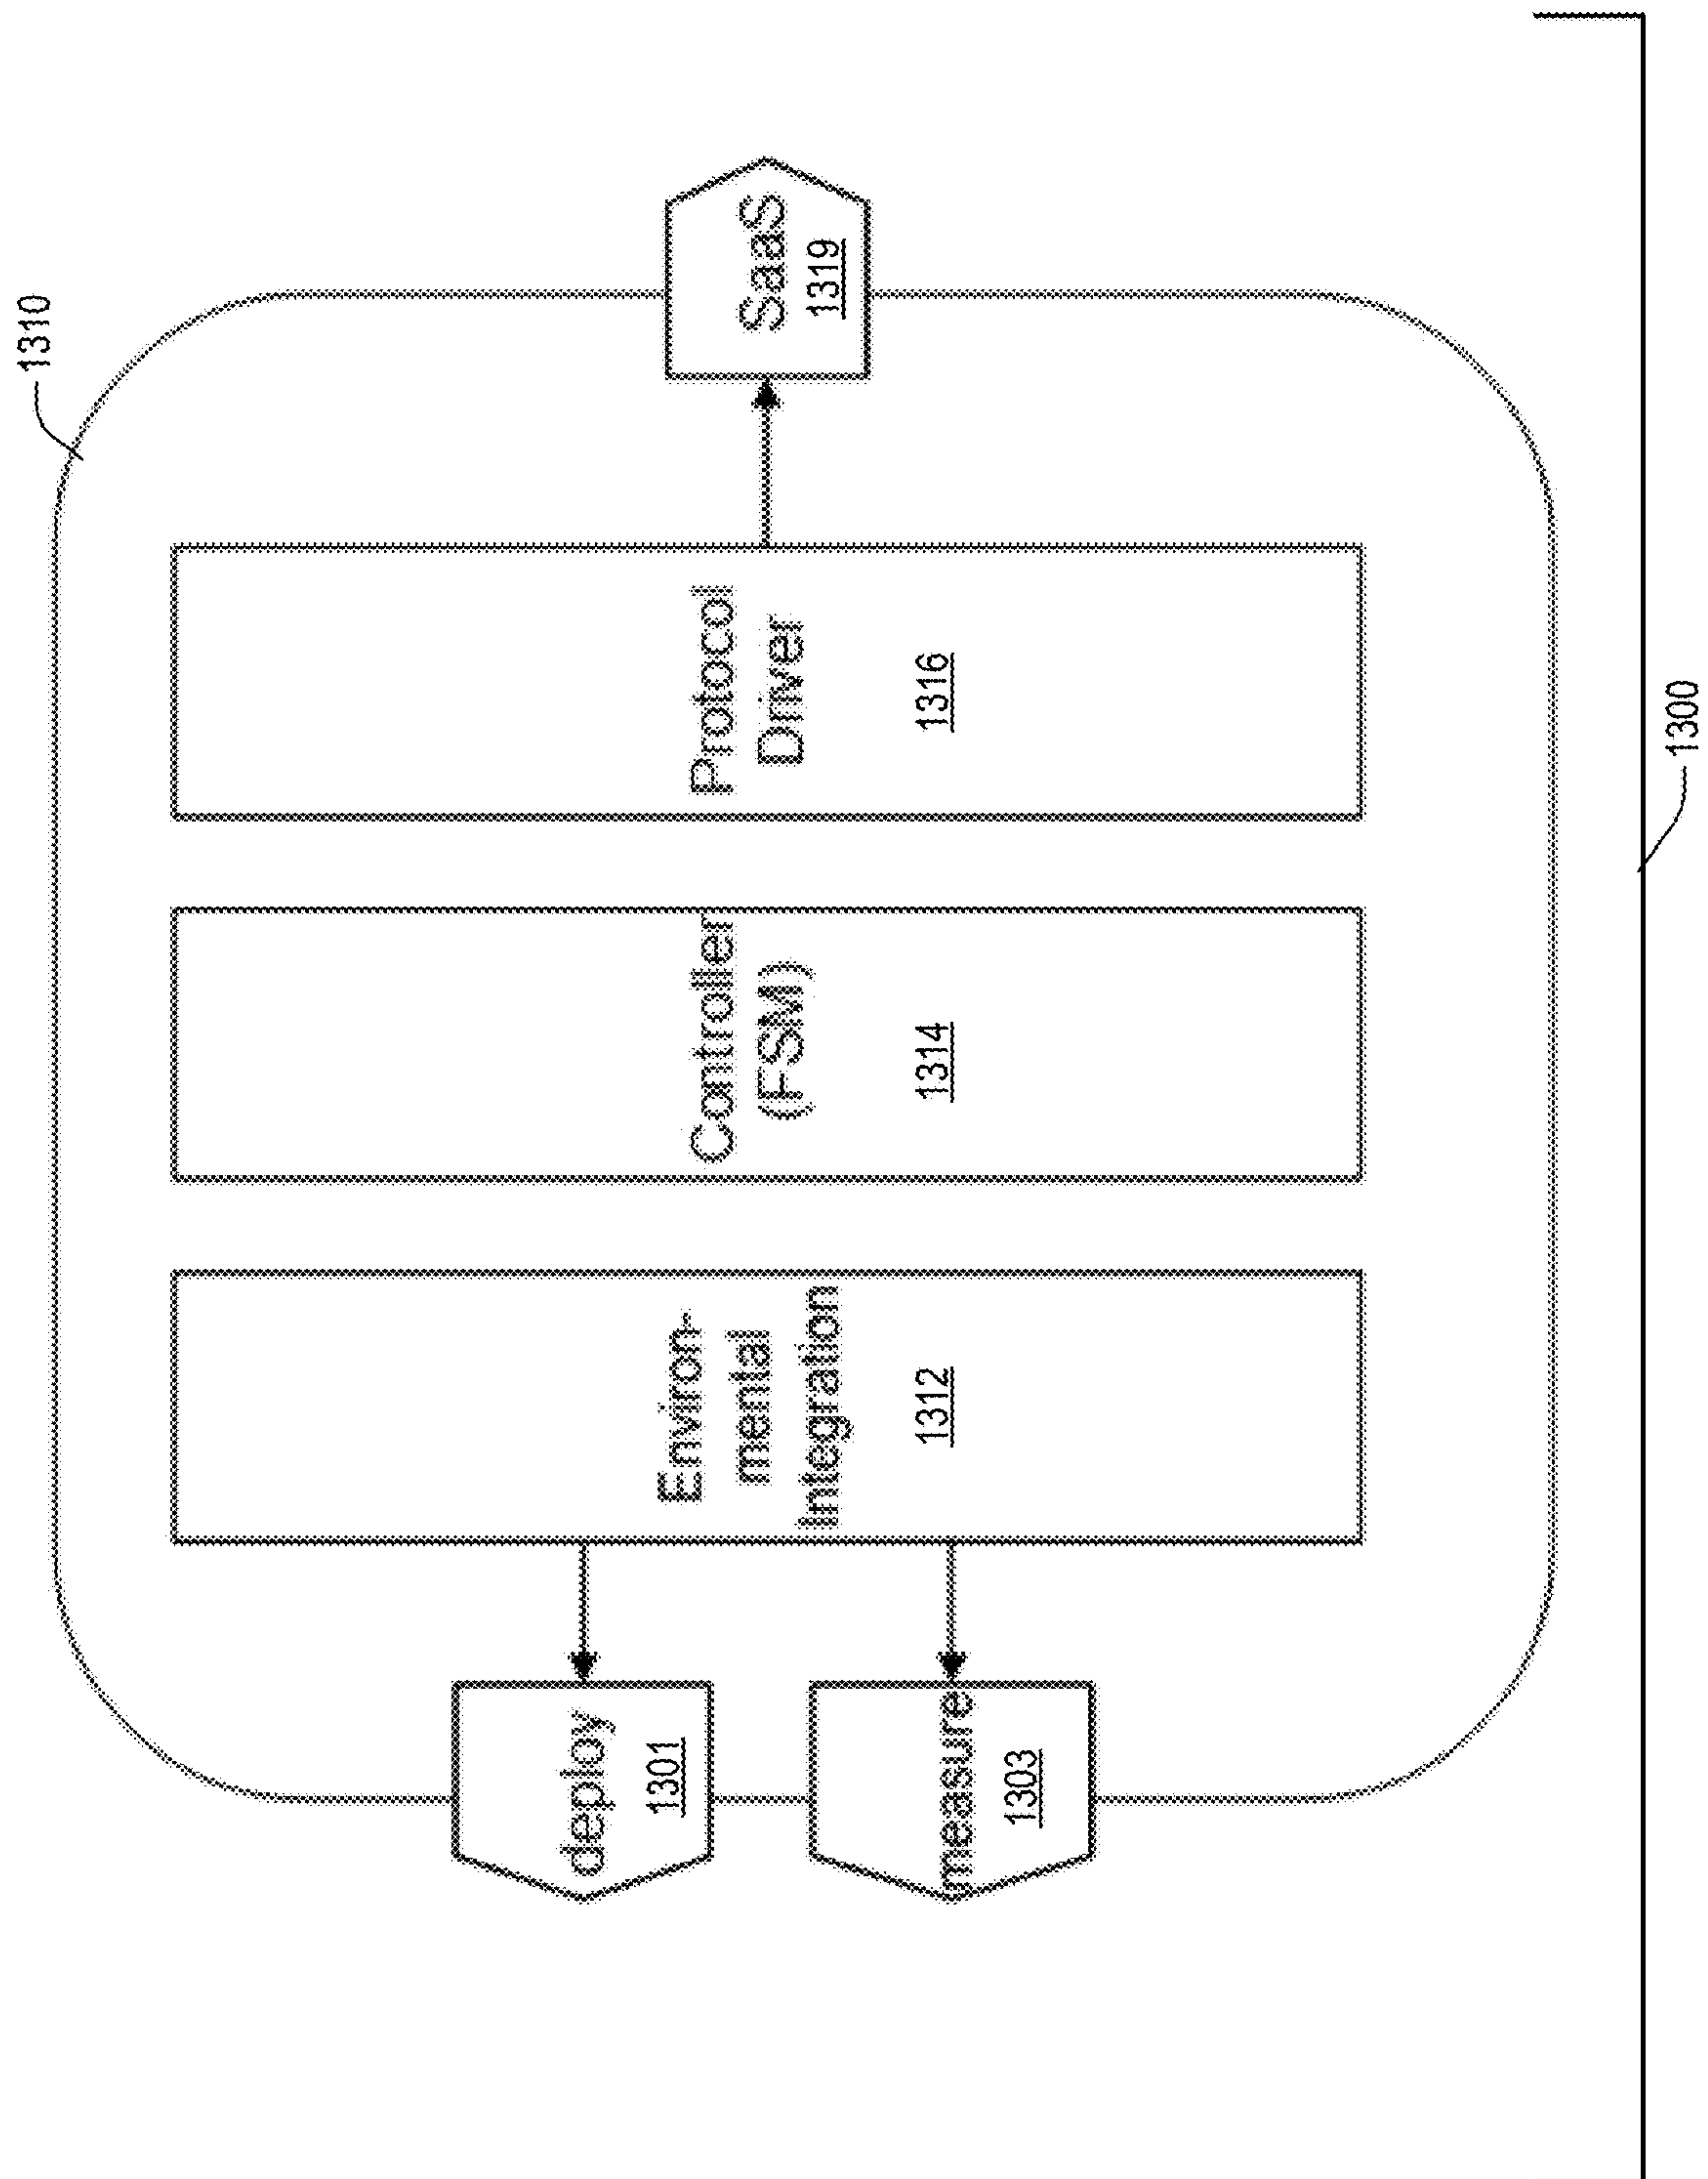 1310
deploy
1301
measure
1303
Environ-
mental
Integration
1312
Controller
(FSM)
1314
Protocol
Driver
1316
SaaS
1319
1300